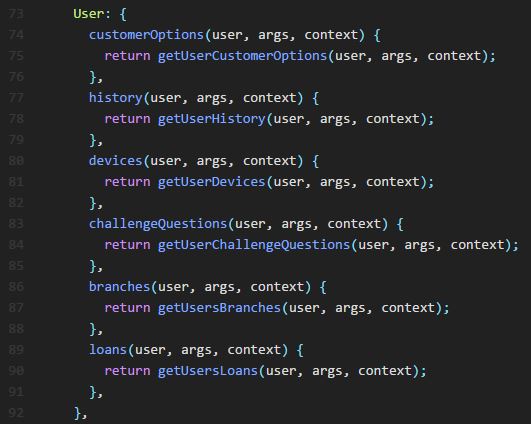 73 User: {
74 customerOptions(user, args, context) {
75 return getUserCustomerOptions(user, args, context);
76 },
77 history(user, args, context) {
78 return getUserHistory(user, args, context);
79 },
80 devices(user, args, context) {
81 return getUserDevices(user, args, context);
82 },
83 challengeQuestions(user, args, context) {
84 return getUserChallengeQuestions(user, args, context);
85 },
86 branches(user, args, context) {
87 return getUsersBranches(user, args, context);
88 },
89 loans(user, args, context) {
90 return getUsersLoans(user, args, context);
91 },
92 },